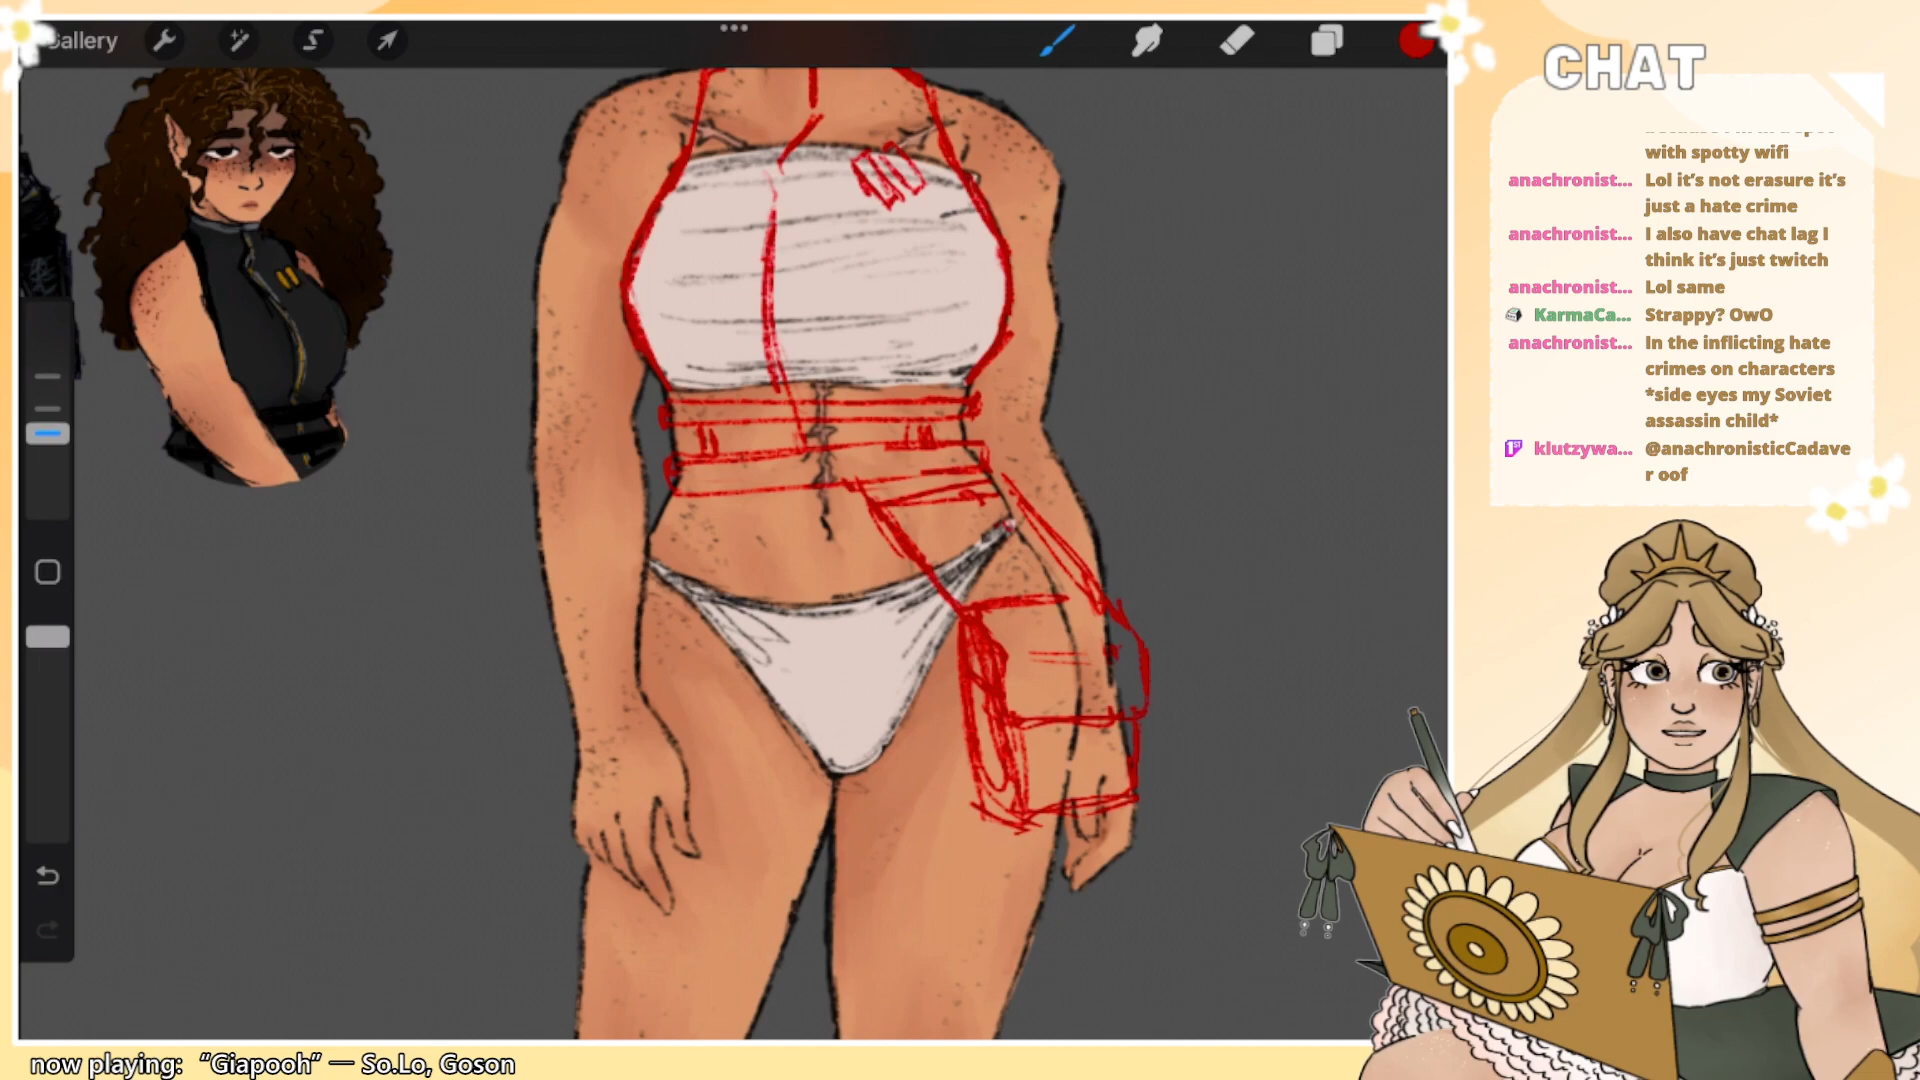 Gallery
CHAT
with spotty wifi
anachronist... Lol it's not erasure it's
just a hate crime
anachronist... I also have chat lag I
think it's just twitch
anachronist... Lol same
KarmaCa... Strappy? OwO
anachronist... In the inflicting hate
crimes on characters
*side eyes my Soviet
assassin child*
klutzywa... @anachronisticCadave
r oof
now playing: "Giapooh" — So.Lo, Goson